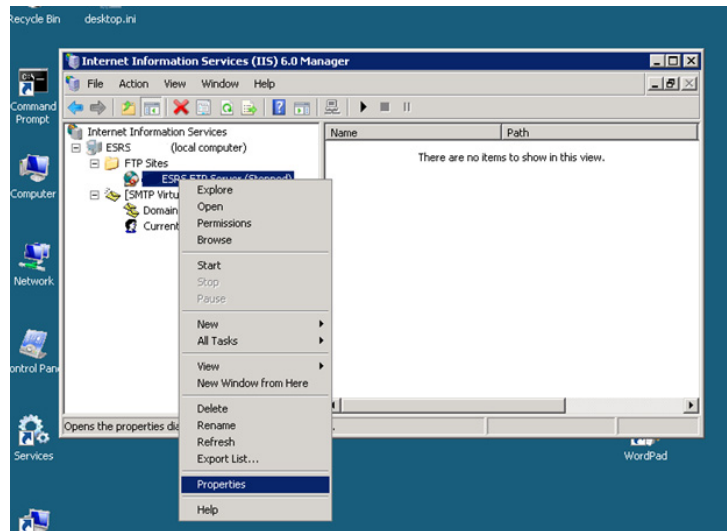 Recycle Bin
desktop.ini
Internet Information Services (IIS) 6.0 Manager
File Action View Window Help
Command
Prompt
Computer
Network
Control Pan
Services
Internet Information Services
ESRS (local computer)
FTP Sites
ESRS FTP Server (Stopped)
[SMTP Virtu
Domain
Current
Name Path
There are no items to show in this view.
Explore
Open
Permissions
Browse
Start
Stop
Pause
New
All Tasks
View
New Window from Here
Delete
Rename
Refresh
Export List...
Properties
Help
Opens the properties dia
WordPad